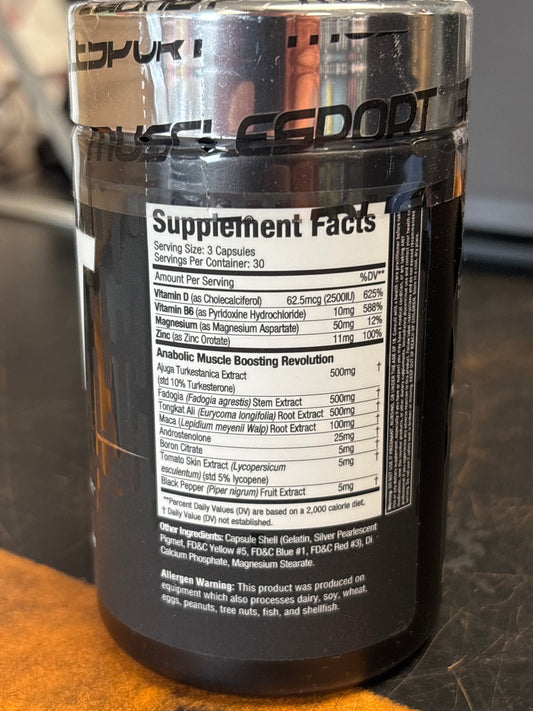 MUSCLESPORT®
Supplement Facts
Serving Size: 3 Capsules
Servings Per Container: 30
Amount Per Serving %DV**
Vitamin D (as Cholecalciferol) 62.5mcg (2500IU) 625%
Vitamin B6 (as Pyridoxine Hydrochloride) 10mg 588%
Magnesium (as Magnesium Aspartate) 50mg 12%
Zinc (as Zinc Orotate) 11mg 100%
Anabolic Muscle Boosting Revolution
Ajuga Turkestanica Extract 500mg †
(std 10% Turkesterone)
Fadogia (Fadogia agrestis) Stem Extract 500mg †
Tongkat Ali (Eurycoma longifolia) Root Extract 500mg †
Maca (Lepidium meyenii Walp) Root Extract 100mg †
Androstenolone 25mg †
Boron Citrate 5mg †
Tomato Skin Extract (Lycopersicum 5mg †
esculentum) (std 5% lycopene)
Black Pepper (Piper nigrum) Fruit Extract 5mg †
**Percent Daily Values (DV) are based on a 2,000 calorie diet.
† Daily Value (DV) not established.
Other Ingredients: Capsule Shell (Gelatin, Silver Pearlescent
Pigmet, FD&C Yellow #5, FD&C Blue #1, FD&C Red #3), Di
Calcium Phosphate, Magnesium Stearate.
Allergen Warning: This product was produced on
equipment which also processes dairy, soy, wheat,
eggs, peanuts, tree nuts, fish, and shellfish.